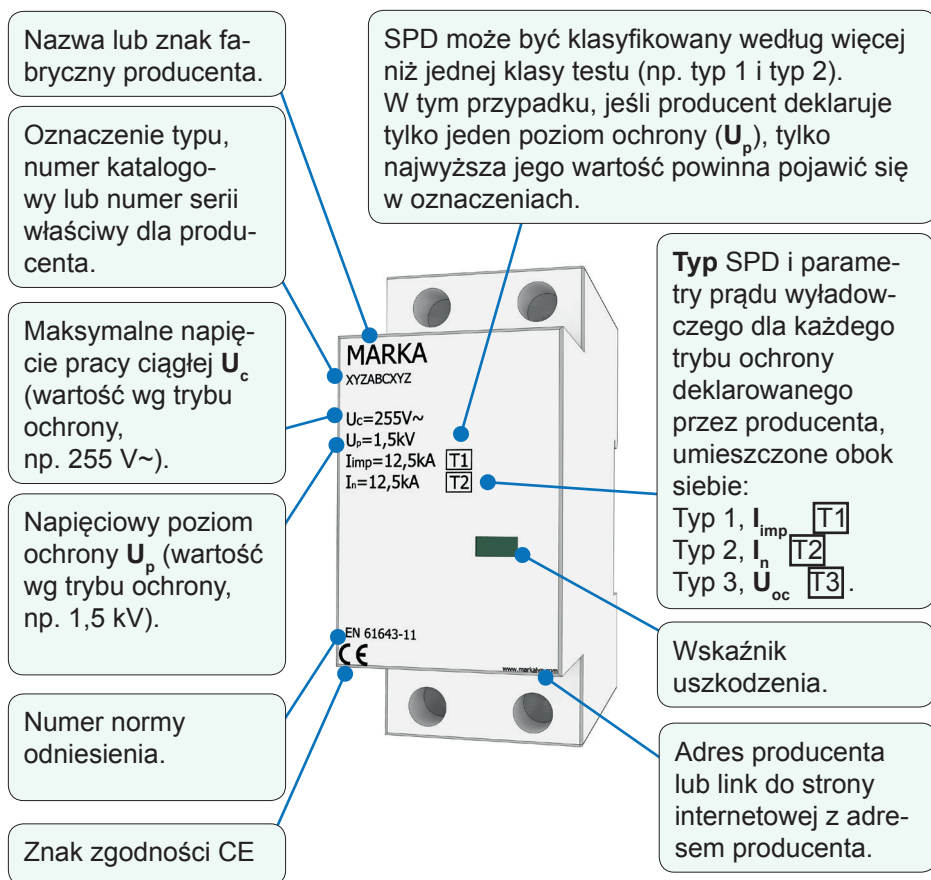 Nazwa lub znak fa-
bryczny producenta.
SPD może być klasyfikowany według więcej
niż jednej klasy testu (np. typ 1 i typ 2).
W tym przypadku, jeśli producent deklaruje
tylko jeden poziom ochrony (Up), tylko
najwyższa jego wartość powinna pojawić się
w oznaczeniach.
Oznaczenie typu,
numer katalogo-
wy lub numer serii
właściwy dla produ-
centa.
Maksymalne napię-
cie pracy ciągłej Uc
(wartość wg trybu
ochrony,
np. 255 V~).
Napięciowy poziom
ochrony Up (wartość
wg trybu ochrony,
np. 1,5 kV).
Numer normy
odniesienia.
Znak zgodności CE
MARKA
XYZABCXYZ
Uc=255V~
Up=1,5kV
Iimp=12,5kA T1
In=12,5kA T2
EN 61643-11
CE
Typ SPD i parame-
try prądu wyładow-
czego dla każdego
trybu ochrony
deklarowanego
przez producenta,
umieszczone obok
siebie:
Typ 1, Iimp T1
Typ 2, In T2
Typ 3, Uoc T3.
Wskaźnik
uszkodzenia.
Adres producenta
lub link do strony
internetowej z adre-
sem producenta.